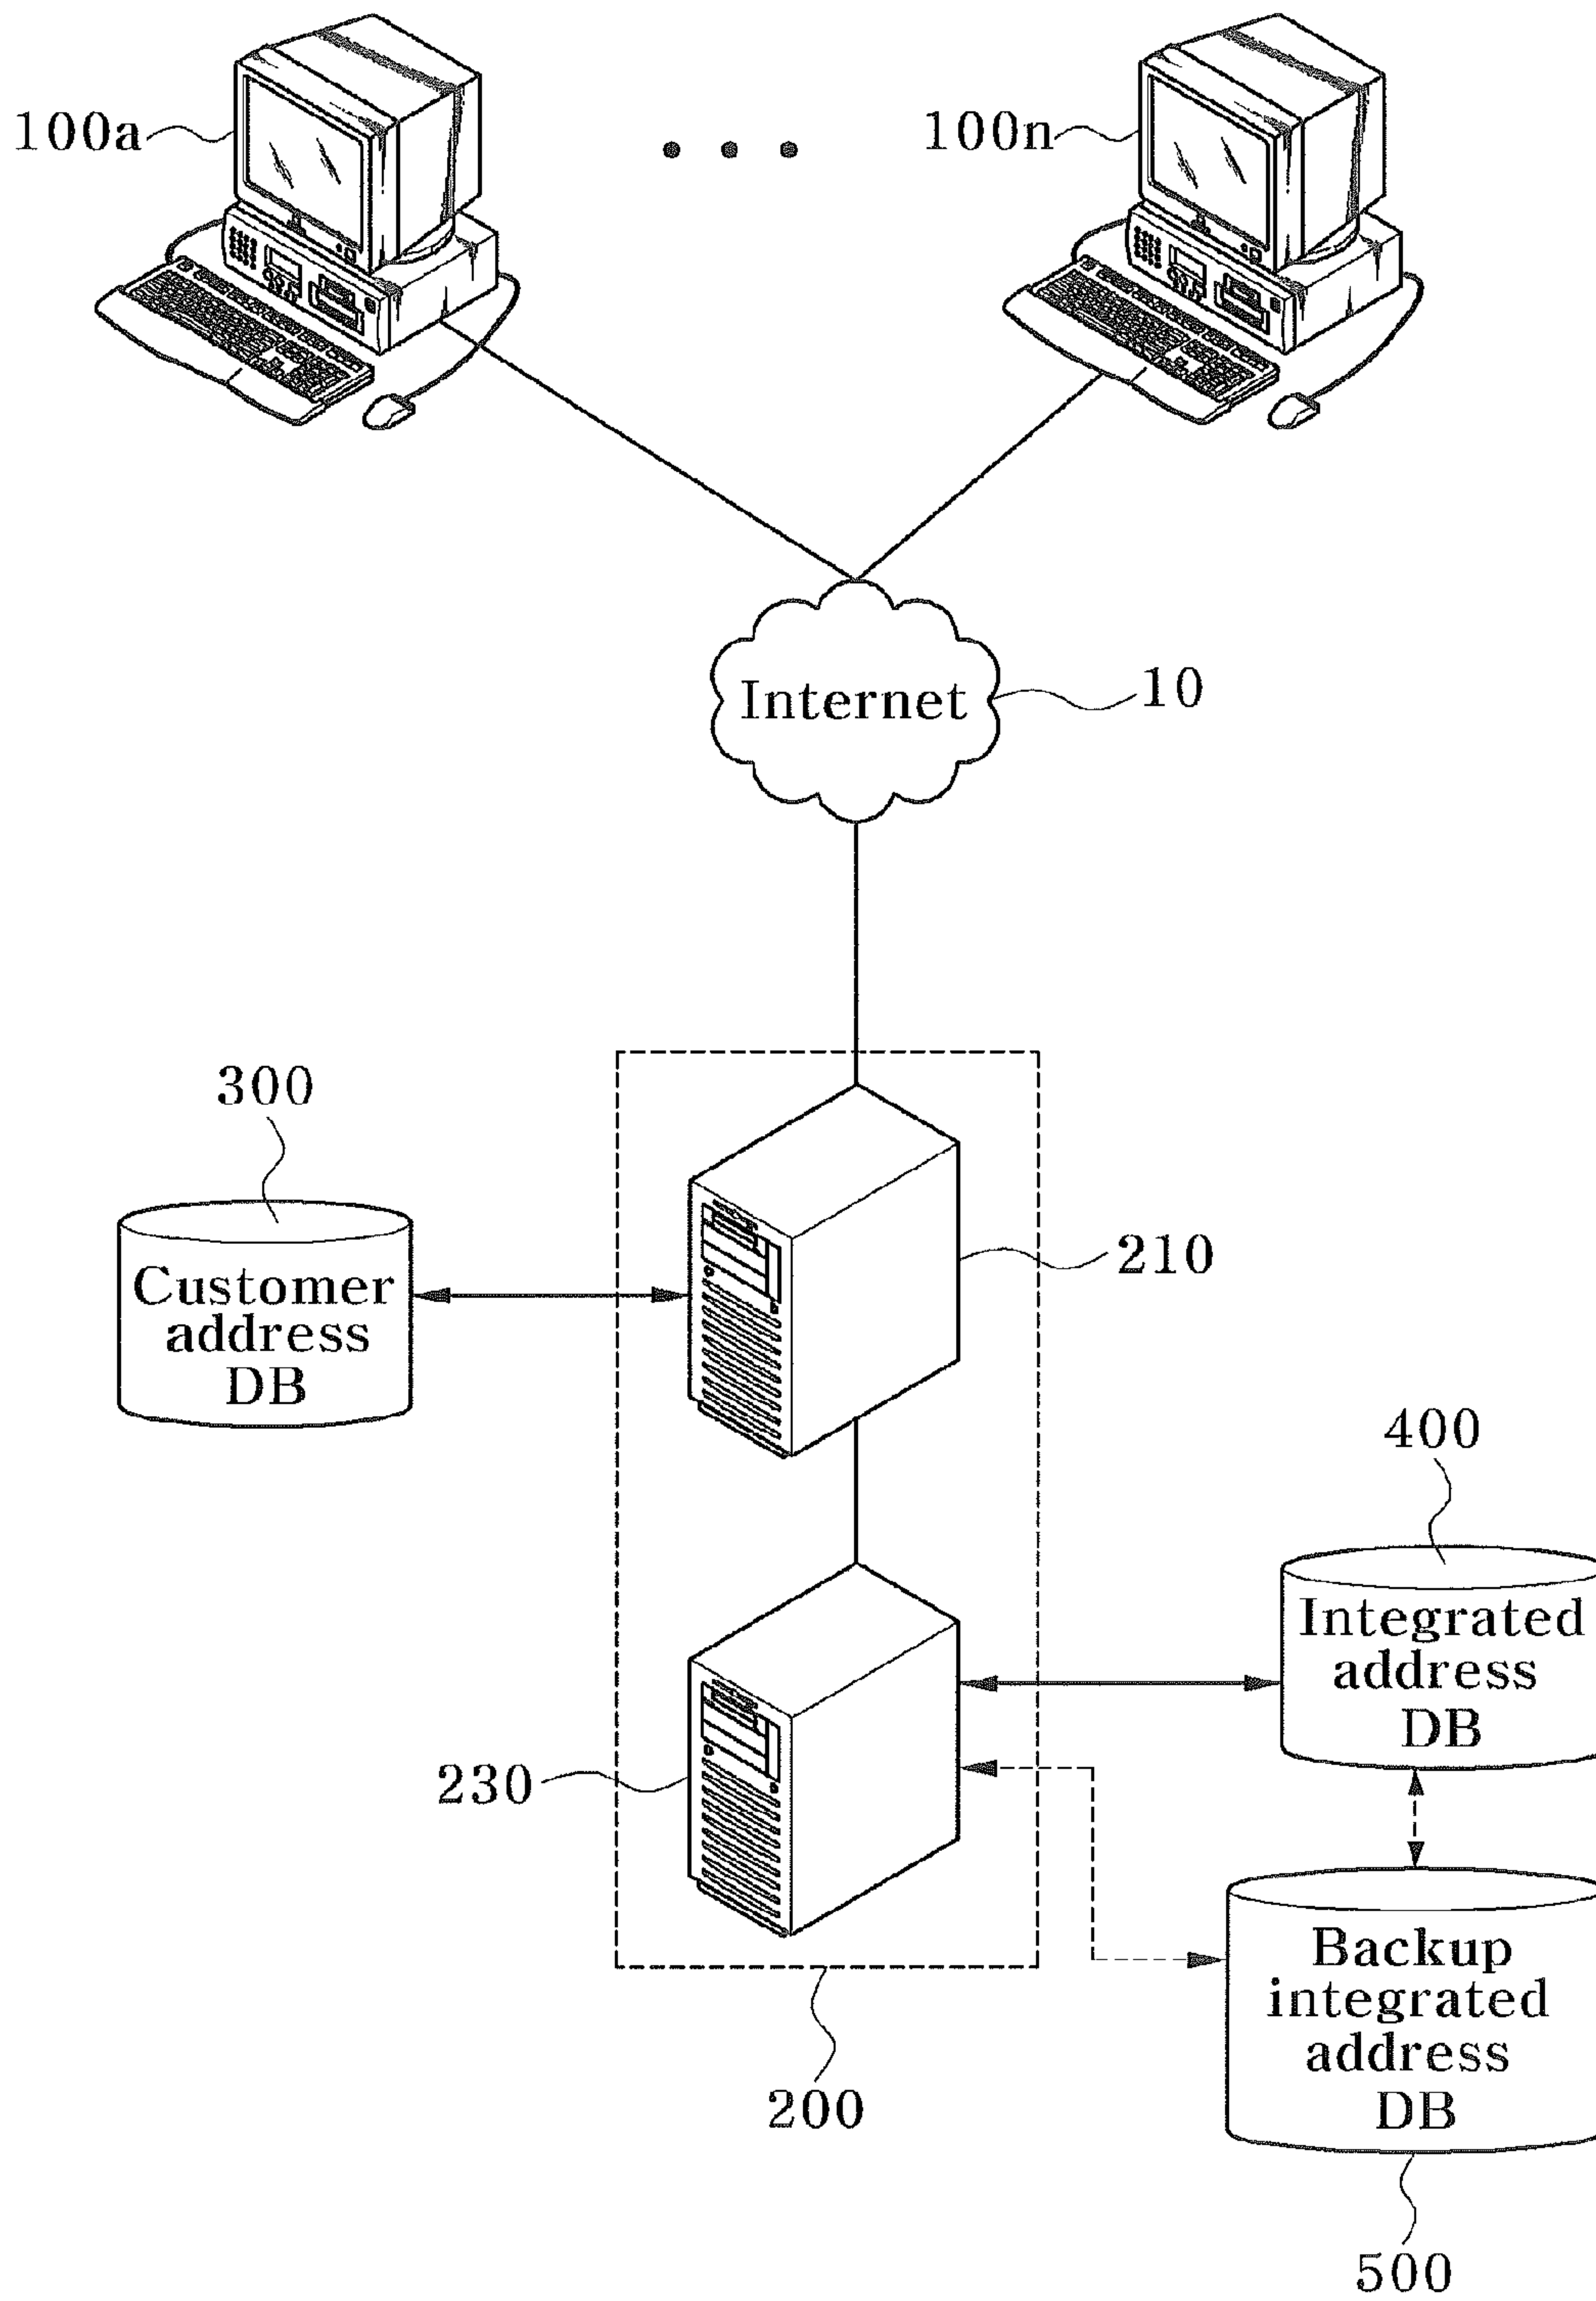 100a
. . .
100n
Internet
10
300
Customer
address
DB
210
400
Integrated
address
DB
230
Backup
integrated
address
DB
200
500